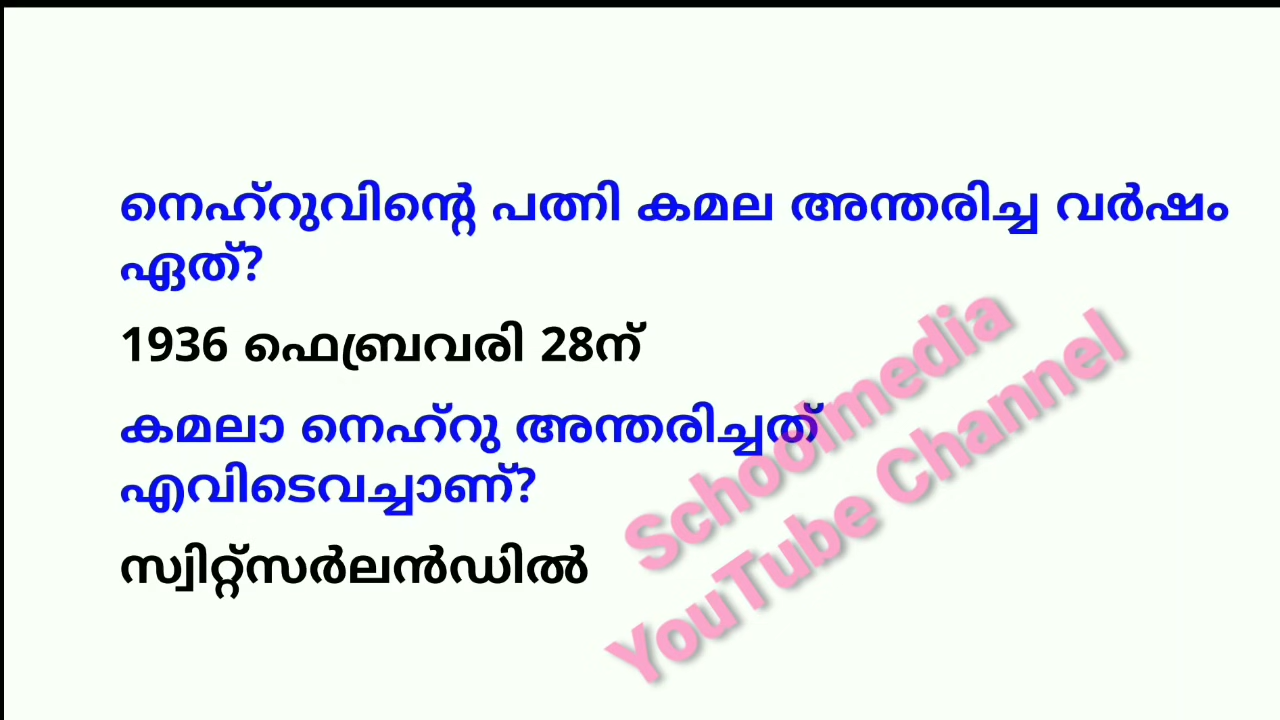 നെഹ്റുവിന്റെ പത്നി കമല അന്തരിച്ച വർഷം
ഏത്?
1936 ഫെബ്രവരി 28ന്
കമലാ നെഹ്റു അന്തരിച്ചത്
എവിടെവച്ചാണ്?
സ്വിറ്റ്സർലൻഡിൽ
Schoolmedia
YouTube Channel